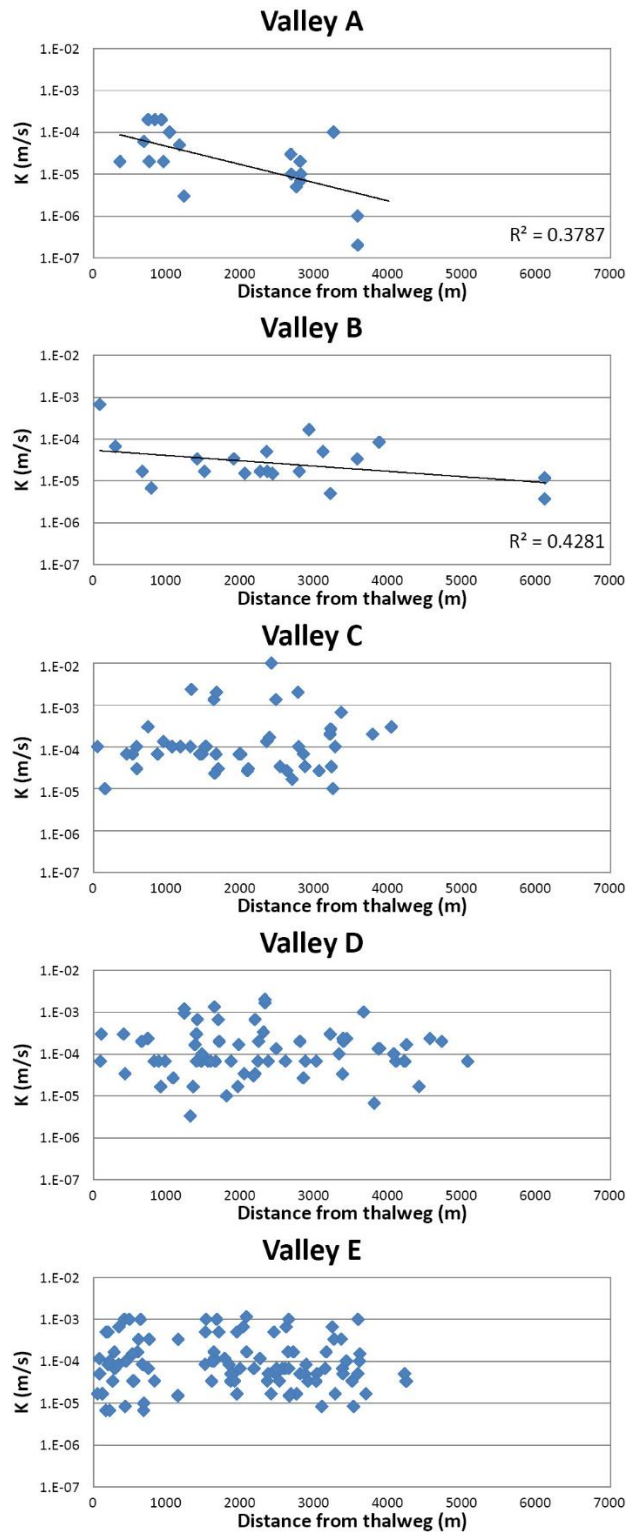 Valley A
1.E-02
1.E-03
1.E-04
1.E-05
1.E-06
1.E-07
K (m/s)
R² = 0.3787
0 1000 2000 3000 4000 5000 6000 7000
Distance from thalweg (m)
Valley B
1.E-02
1.E-03
1.E-04
1.E-05
1.E-06
1.E-07
K (m/s)
R² = 0.4281
0 1000 2000 3000 4000 5000 6000 7000
Distance from thalweg (m)
Valley C
1.E-02
1.E-03
1.E-04
1.E-05
1.E-06
1.E-07
K (m/s)
0 1000 2000 3000 4000 5000 6000 7000
Distance from thalweg (m)
Valley D
1.E-02
1.E-03
1.E-04
1.E-05
1.E-06
1.E-07
K (m/s)
0 1000 2000 3000 4000 5000 6000 7000
Distance from thalweg (m)
Valley E
1.E-02
1.E-03
1.E-04
1.E-05
1.E-06
1.E-07
K (m/s)
0 1000 2000 3000 4000 5000 6000 7000
Distance from thalweg (m)